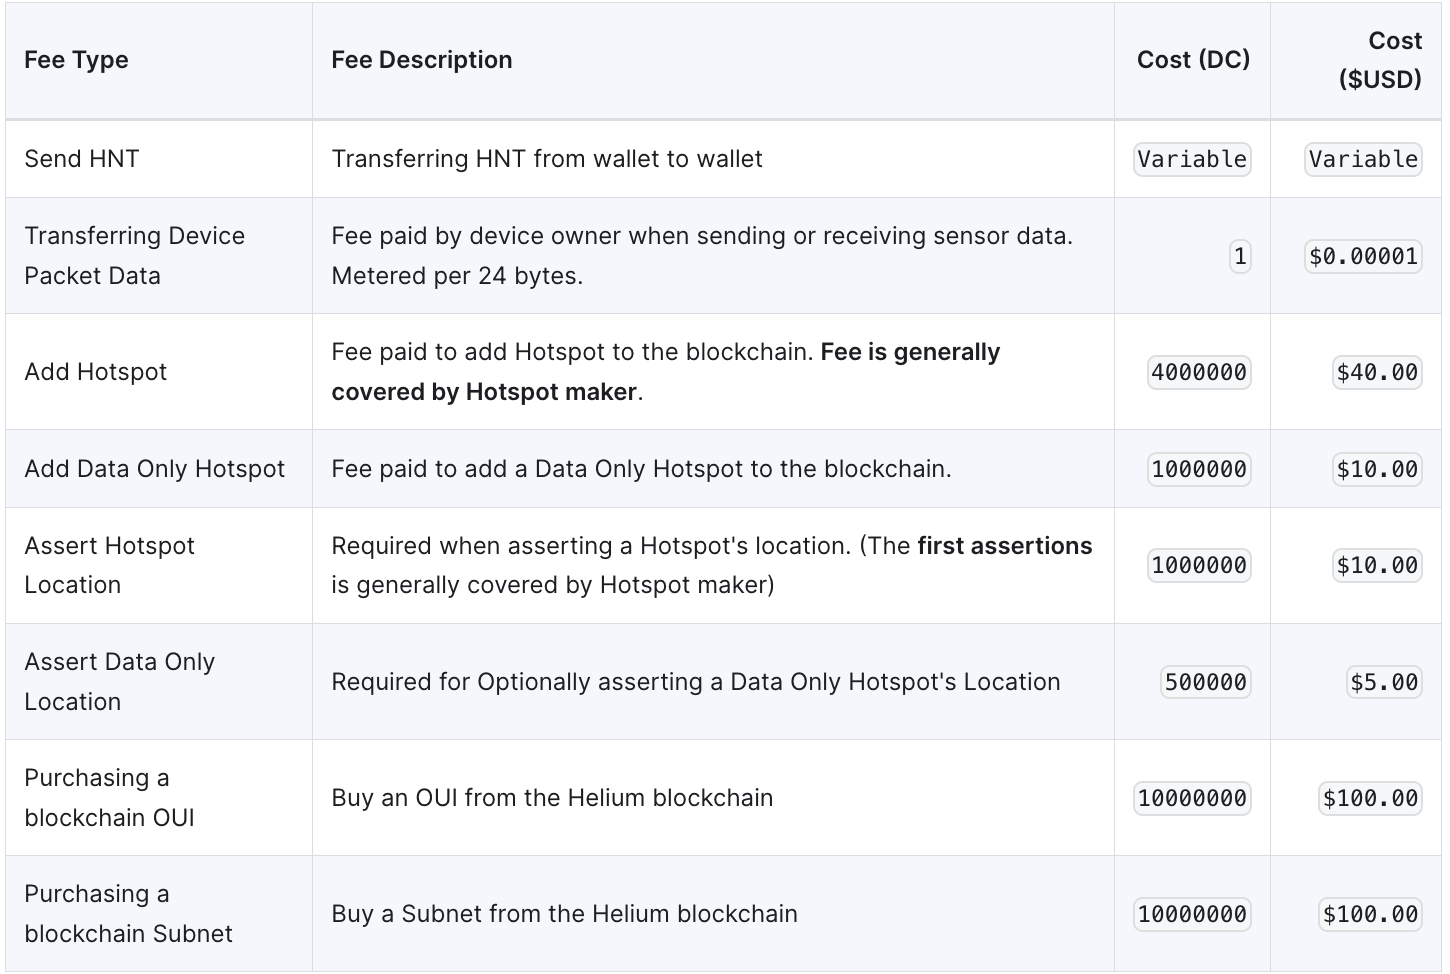 Fee Type
Fee Description
Cost (DC)
Cost
($USD)
Send HNT
Transferring HNT from wallet to wallet
Variable
Variable
Transferring Device
Packet Data
Fee paid by device owner when sending or receiving sensor data.
Metered per 24 bytes.
1
$0.00001
Add Hotspot
Fee paid to add Hotspot to the blockchain. Fee is generally
covered by Hotspot maker.
4000000
$40.00
Add Data Only Hotspot
Fee paid to add a Data Only Hotspot to the blockchain.
1000000
$10.00
Assert Hotspot
Location
Required when asserting a Hotspot's location. (The first assertions
is generally covered by Hotspot maker)
1000000
$10.00
Assert Data Only
Location
Required for Optionally asserting a Data Only Hotspot's Location
500000
$5.00
Purchasing a
blockchain OUI
Buy an OUI from the Helium blockchain
10000000
$100.00
Purchasing a
blockchain Subnet
Buy a Subnet from the Helium blockchain
10000000
$100.00